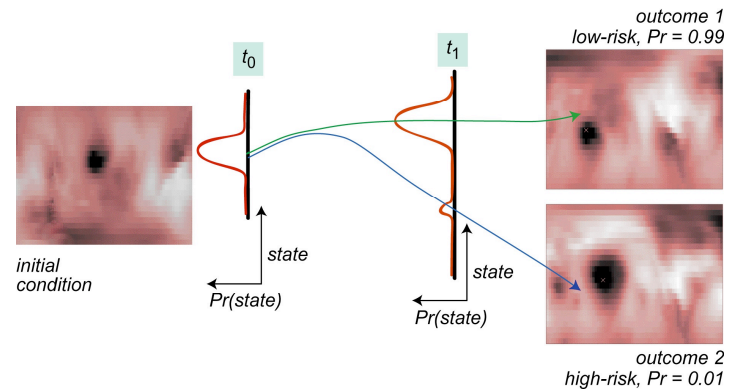 outcome 1
low-risk, Pr = 0.99
t0
t1
initial
condition
state
Pr(state)
state
Pr(state)
outcome 2
high-risk, Pr = 0.01